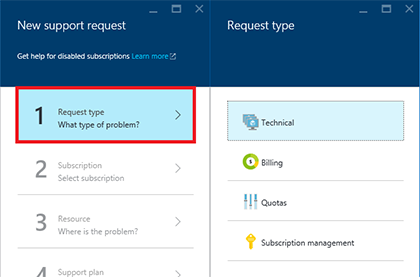 New support request
Get help for disabled subscriptions Learn more
1 Request type
What type of problem?
2 Subscription
Select subscription
3 Resource
Where is the problem?
4 Support plan
Request type
Technical
Billing
Quotas
Subscription management